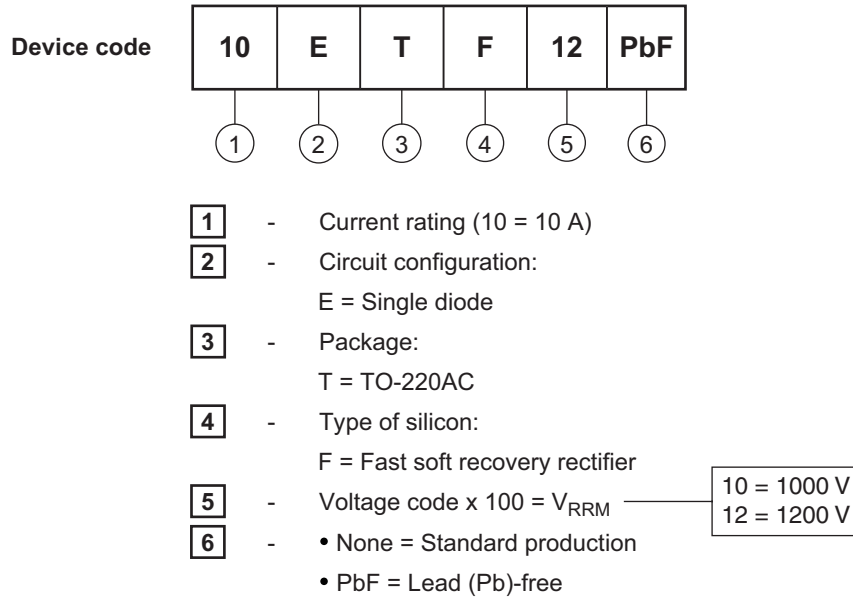 Device code 10 E T F 12 PbF
1 2 3 4 5 6
1 - Current rating (10 = 10 A)
2 - Circuit configuration:
E = Single diode
3 - Package:
T = TO-220AC
4 - Type of silicon:
F = Fast soft recovery rectifier
5 - Voltage code x 100 = VRRM
10 = 1000 V
12 = 1200 V
6 - • None = Standard production
• PbF = Lead (Pb)-free